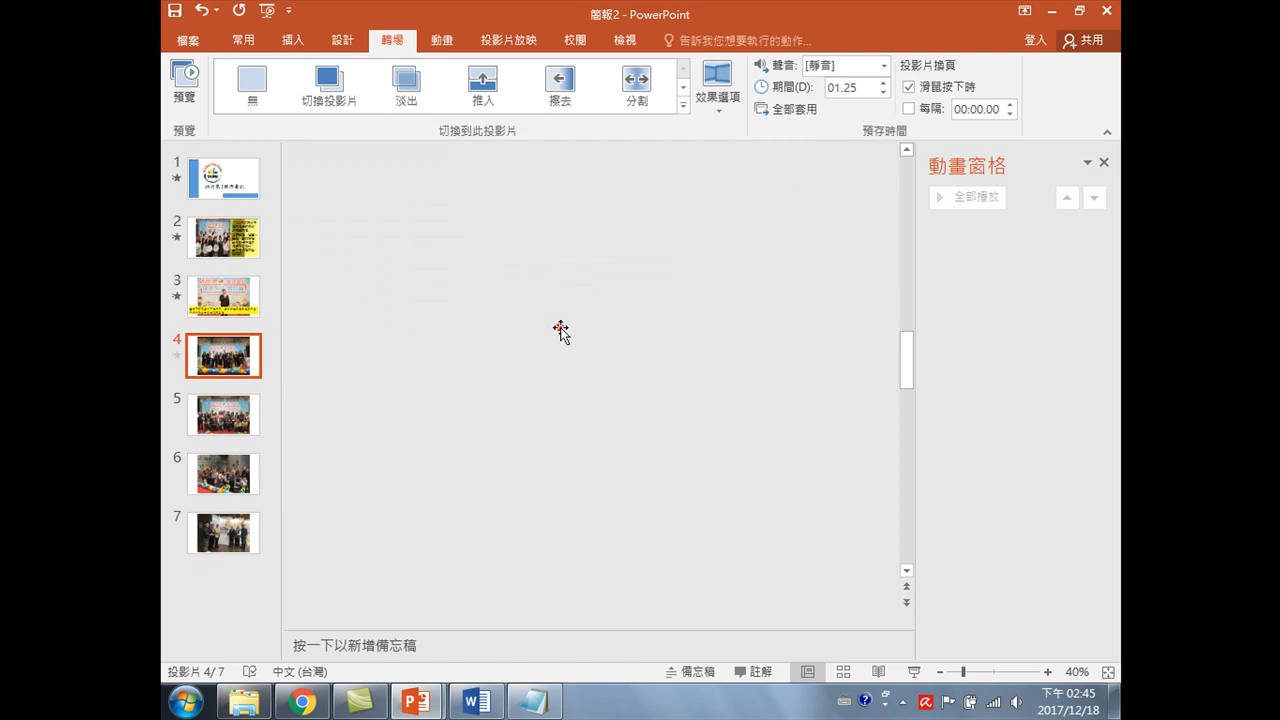 簡報2 - PowerPoint
檔案 常用 插入 設計 轉場 動畫 投影片放映 校閱 檢視 告訴我您想要執行的動作... 登入 共用
預覽 無 切換投影片 淡出 推入 擦去 分割 效果選項
聲音: [靜音] 投影片換頁
期間(D): 01.25 滑鼠按下時
全部套用 每隔: 00:00.00
預覽 切換到此投影片 預存時間
動畫窗格
全部播放
1
2
3
4
5
6
7
按一下以新增備忘稿
投影片 4/7 中文 (台灣) 備忘稿 註解 40%
下午 02:45
2017/12/18